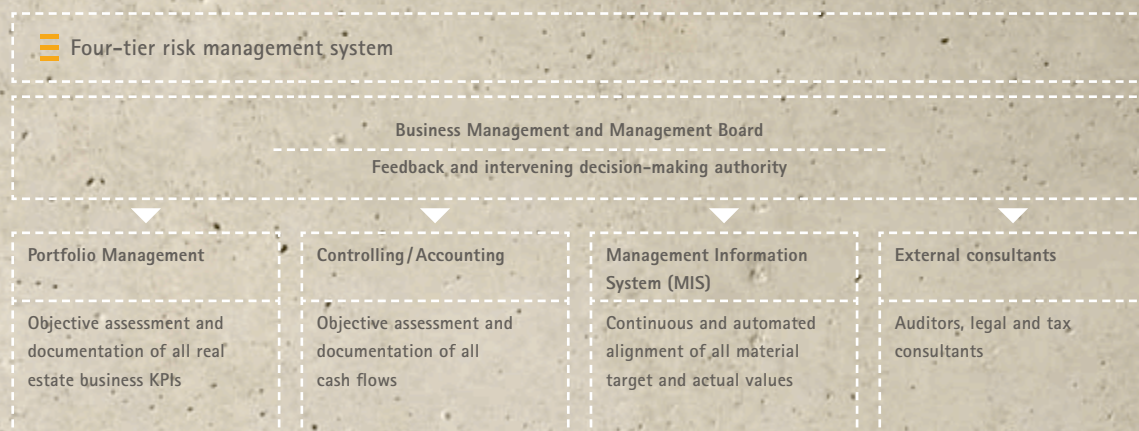 Four-tier risk management system
Business Management and Management Board
Feedback and intervening decision-making authority
Portfolio Management
Objective assessment and
documentation of all real
estate business KPIs
Controlling/Accounting
Objective assessment and
documentation of all
cash flows
Management Information
System (MIS)
Continuous and automated
alignment of all material
target and actual values
External consultants
Auditors, legal and tax
consultants